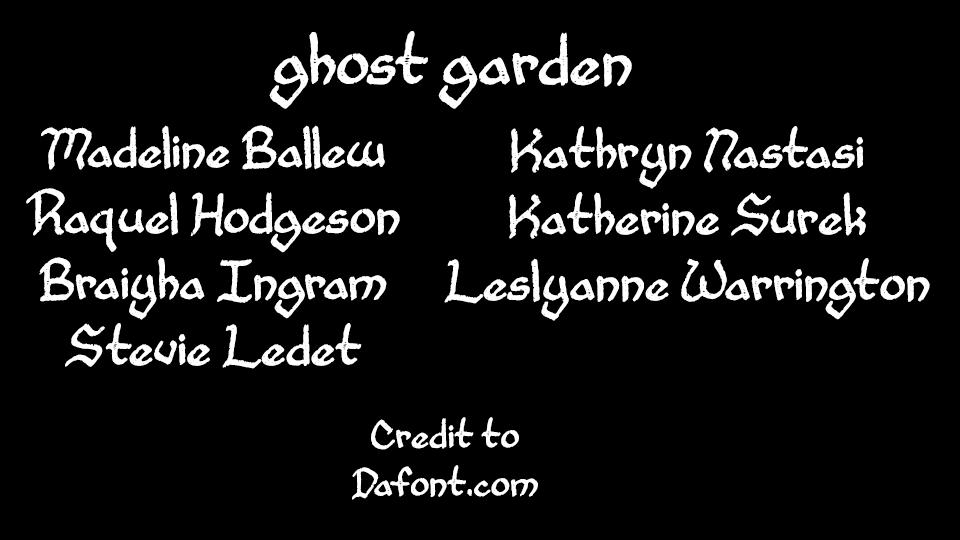 ghost garden
Madeline Ballew
Raquel Hodgeson
Braiyha Ingram
Stevie Ledet
Kathryn Nastasi
Katherine Surek
Leslyanne Warrington
Credit to
Dafont.com